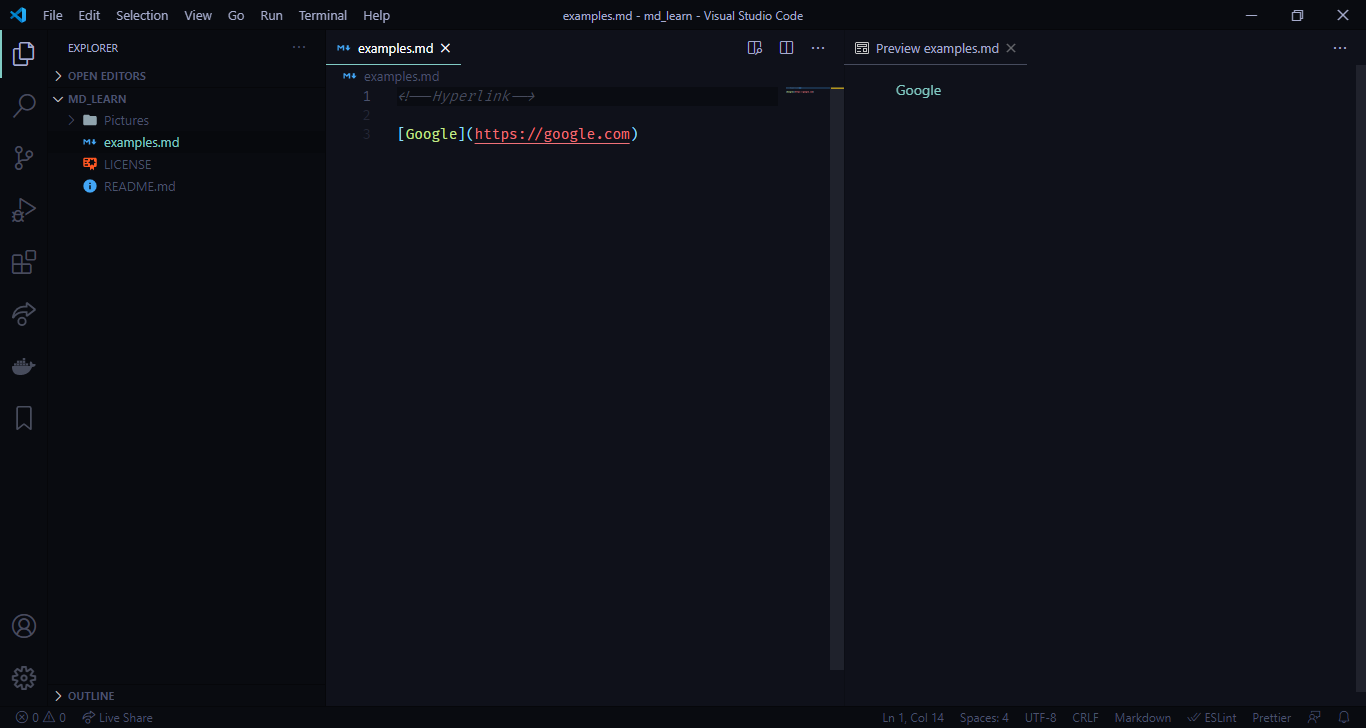 File Edit Selection View Go Run Terminal Help
examples.md - md_learn - Visual Studio Code
EXPLORER
OPEN EDITORS
MD_LEARN
Pictures
examples.md
LICENSE
README.md
OUTLINE
examples.md
examples.md
1 <!--Hyperlink-->
2
3 [Google](https://google.com)
Preview examples.md
Google
0 0 Live Share
Ln 1, Col 14 Spaces: 4 UTF-8 CRLF Markdown ESLint Prettier